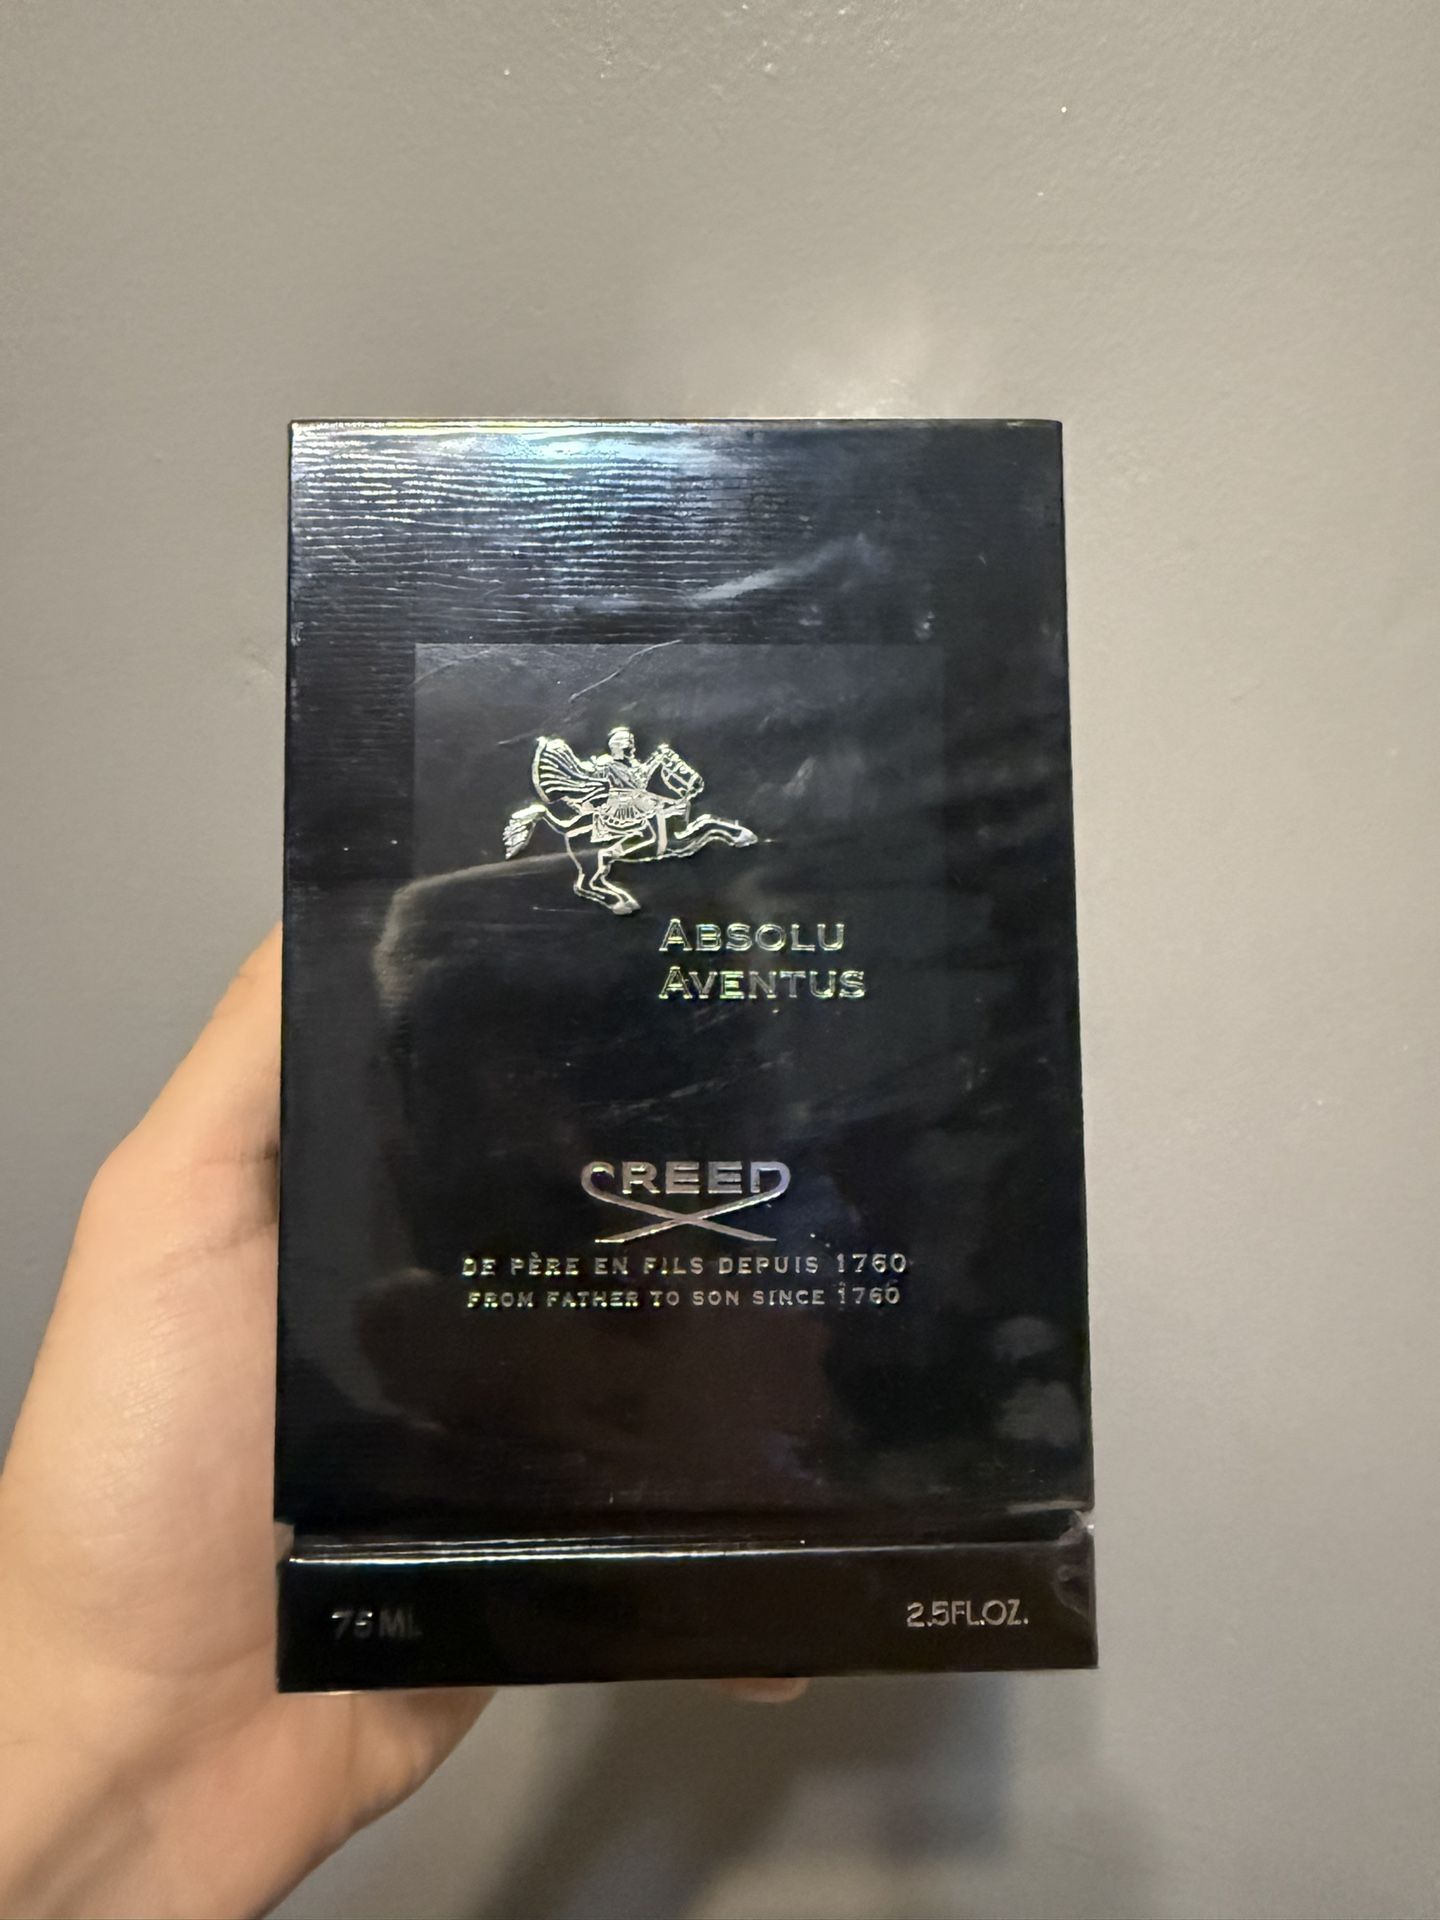 ABSOLU
AVENTUS
CREED
DE PÈRE EN FILS DEPUIS 1760
FROM FATHER TO SON SINCE 1760
75 ML
2.5FL.OZ.